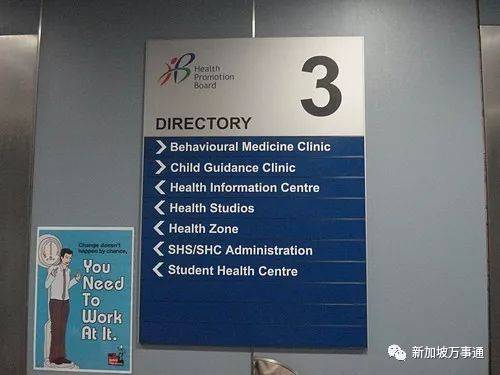 Health
Promotion
Board
3
DIRECTORY
Behavioural Medicine Clinic
Child Guidance Clinic
Health Information Centre
Health Studios
Health Zone
SHS/SHC Administration
Student Health Centre
Change doesn't
happen by chance,
You
Need
To
Work
At It.
新加坡万事通